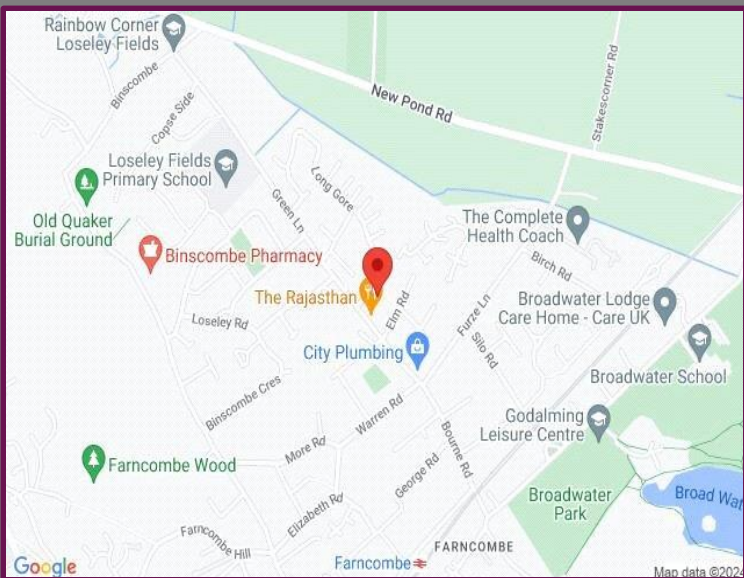 Rainbow Corner
Loseley Fields
Binscombe
Copse Side
New Pond Rd
Stakescorner Rd
Loseley Fields
Primary School
Long Gore
Green Ln
Old Quaker
Burial Ground
The Complete
Health Coach
Binscombe Pharmacy
Birch Rd
The Rajasthan
Elm Rd
Furze Ln
Broadwater Lodge
Care Home - Care UK
Loseley Rd
Silo Rd
City Plumbing
Broadwater School
Binscombe Cres
Warren Rd
Godalming
Leisure Centre
More Rd
Bourne Rd
Farncombe Wood
George Rd
Elizabeth Rd
Broadwater
Park
Broad Wat
Farncombe Hill
FARNCOMBE
Google
Farncombe
Map data ©2024